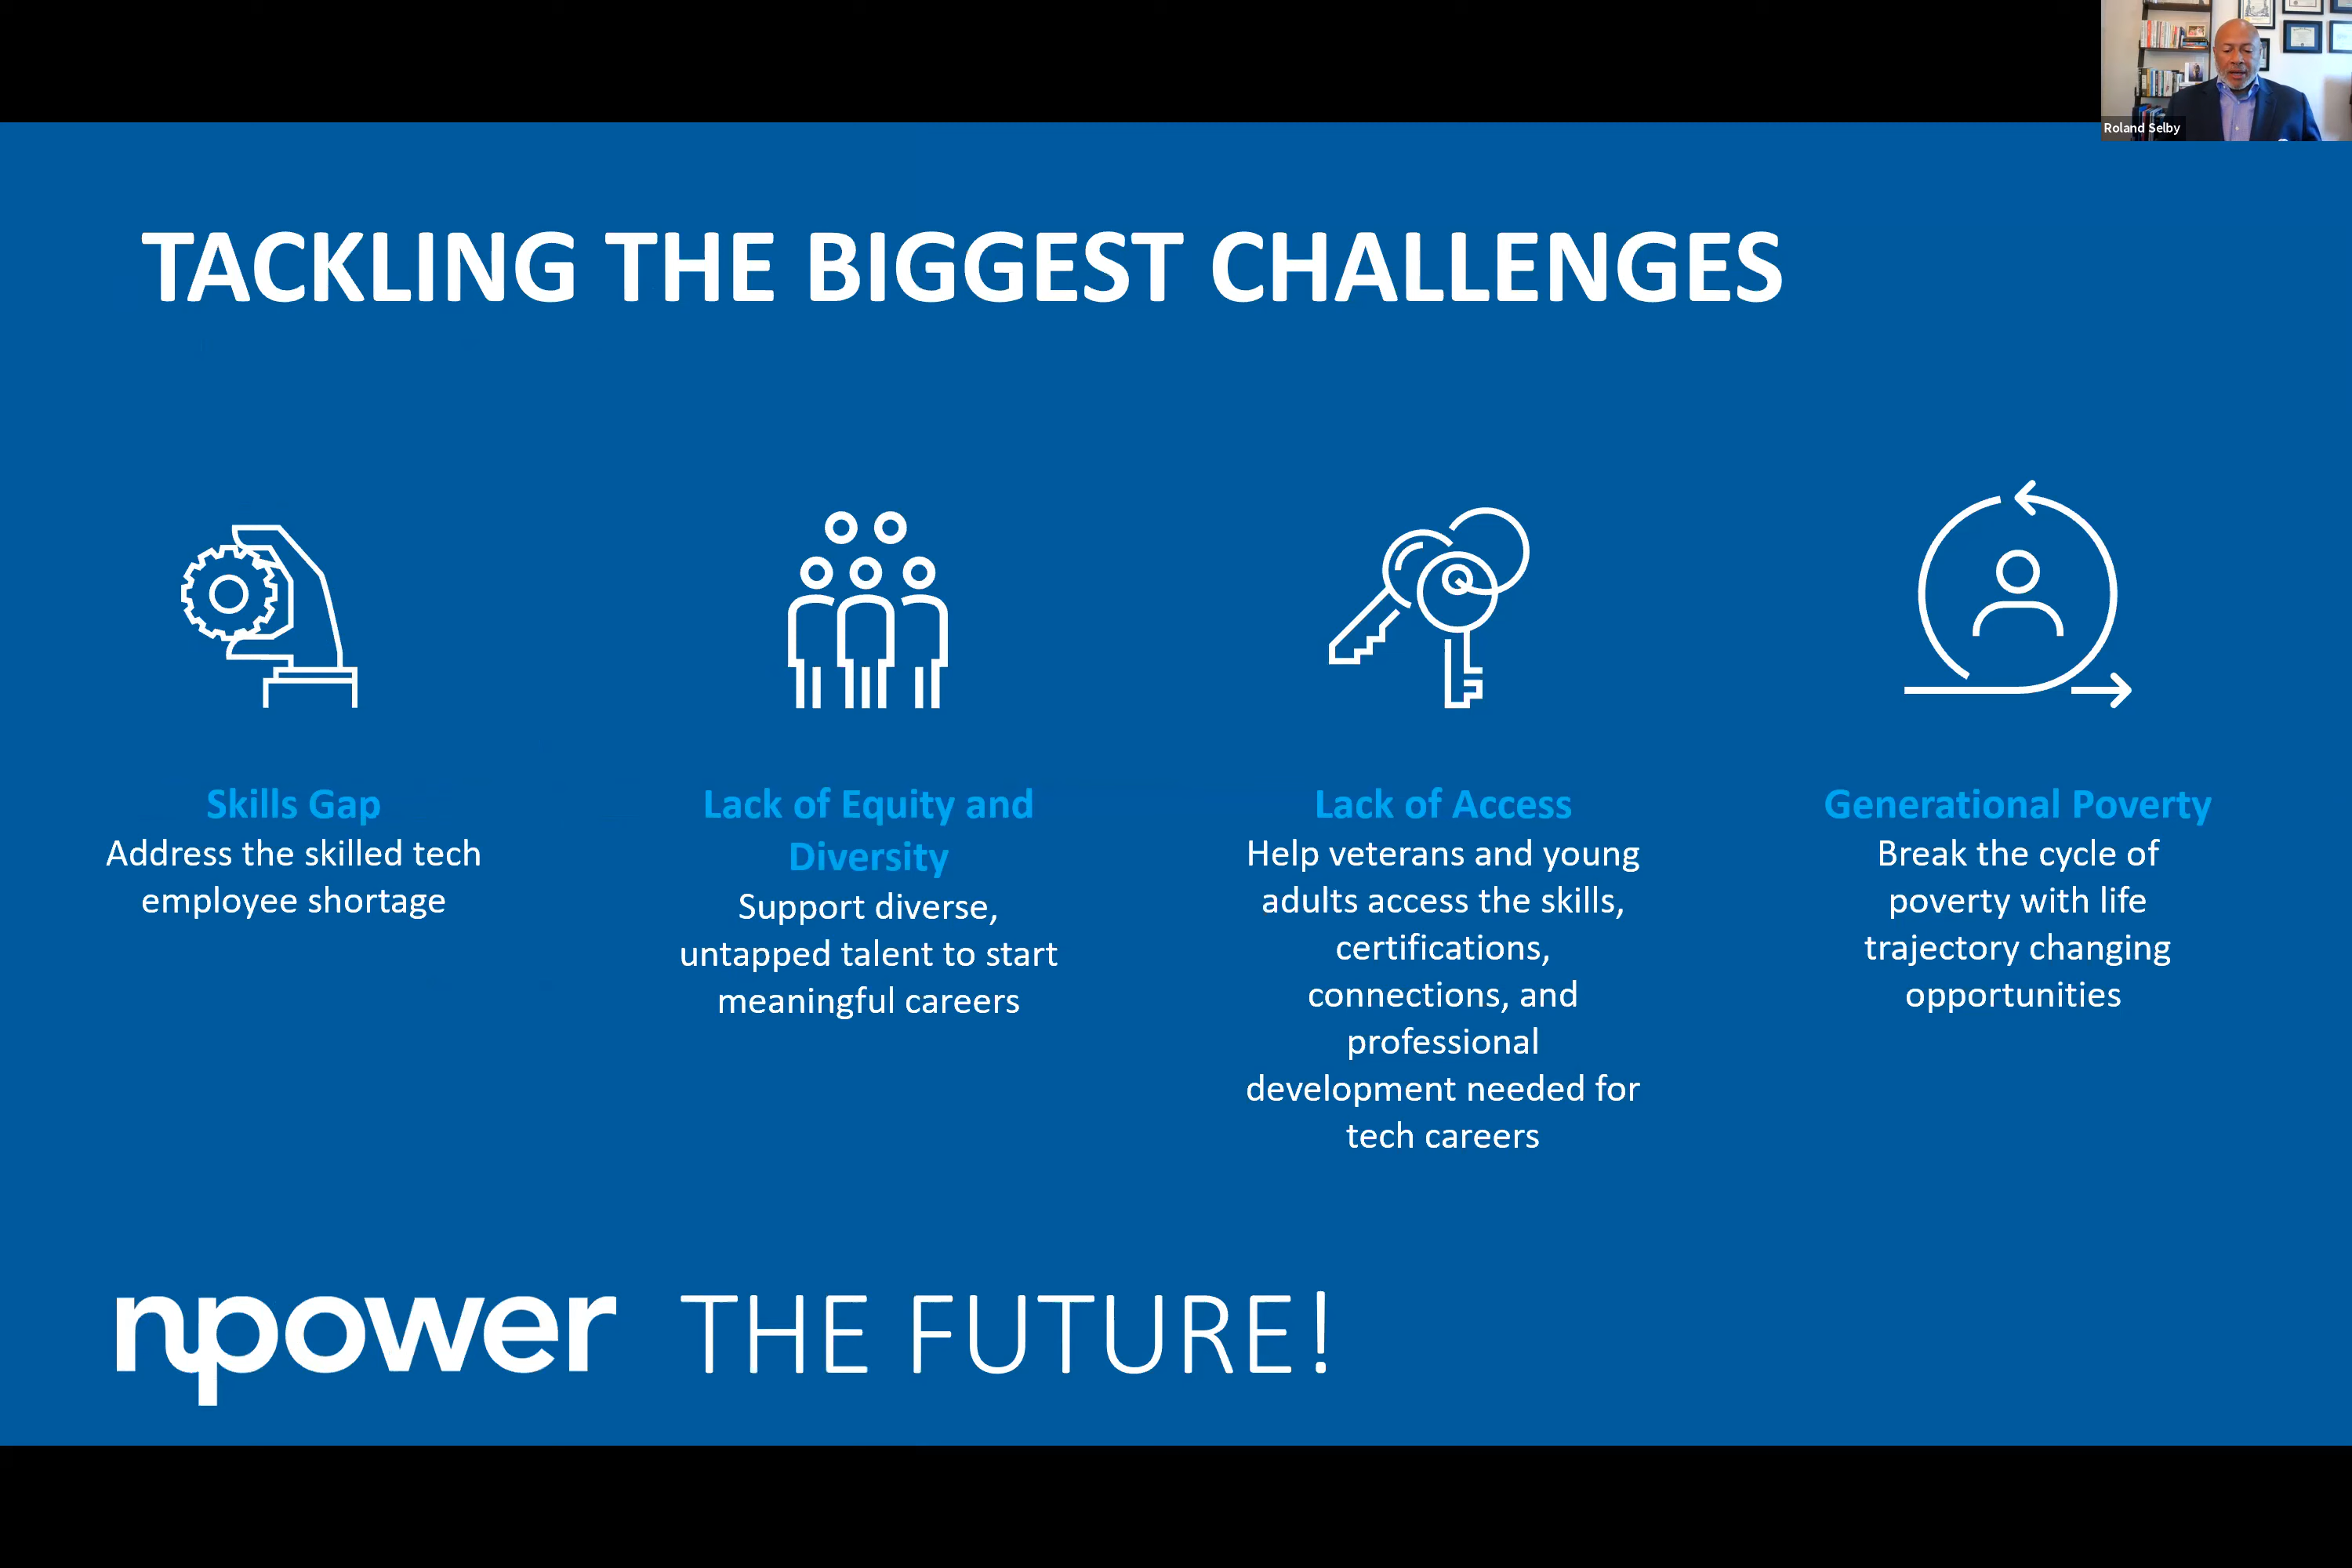 Roland Selby
TACKLING THE BIGGEST CHALLENGES
Skills Gap
Address the skilled tech
employee shortage
Lack of Equity and
Diversity
Support diverse,
untapped talent to start
meaningful careers
Lack of Access
Help veterans and young
adults access the skills,
certifications,
connections, and
professional
development needed for
tech careers
Generational Poverty
Break the cycle of
poverty with life
trajectory changing
opportunities
npower THE FUTURE!